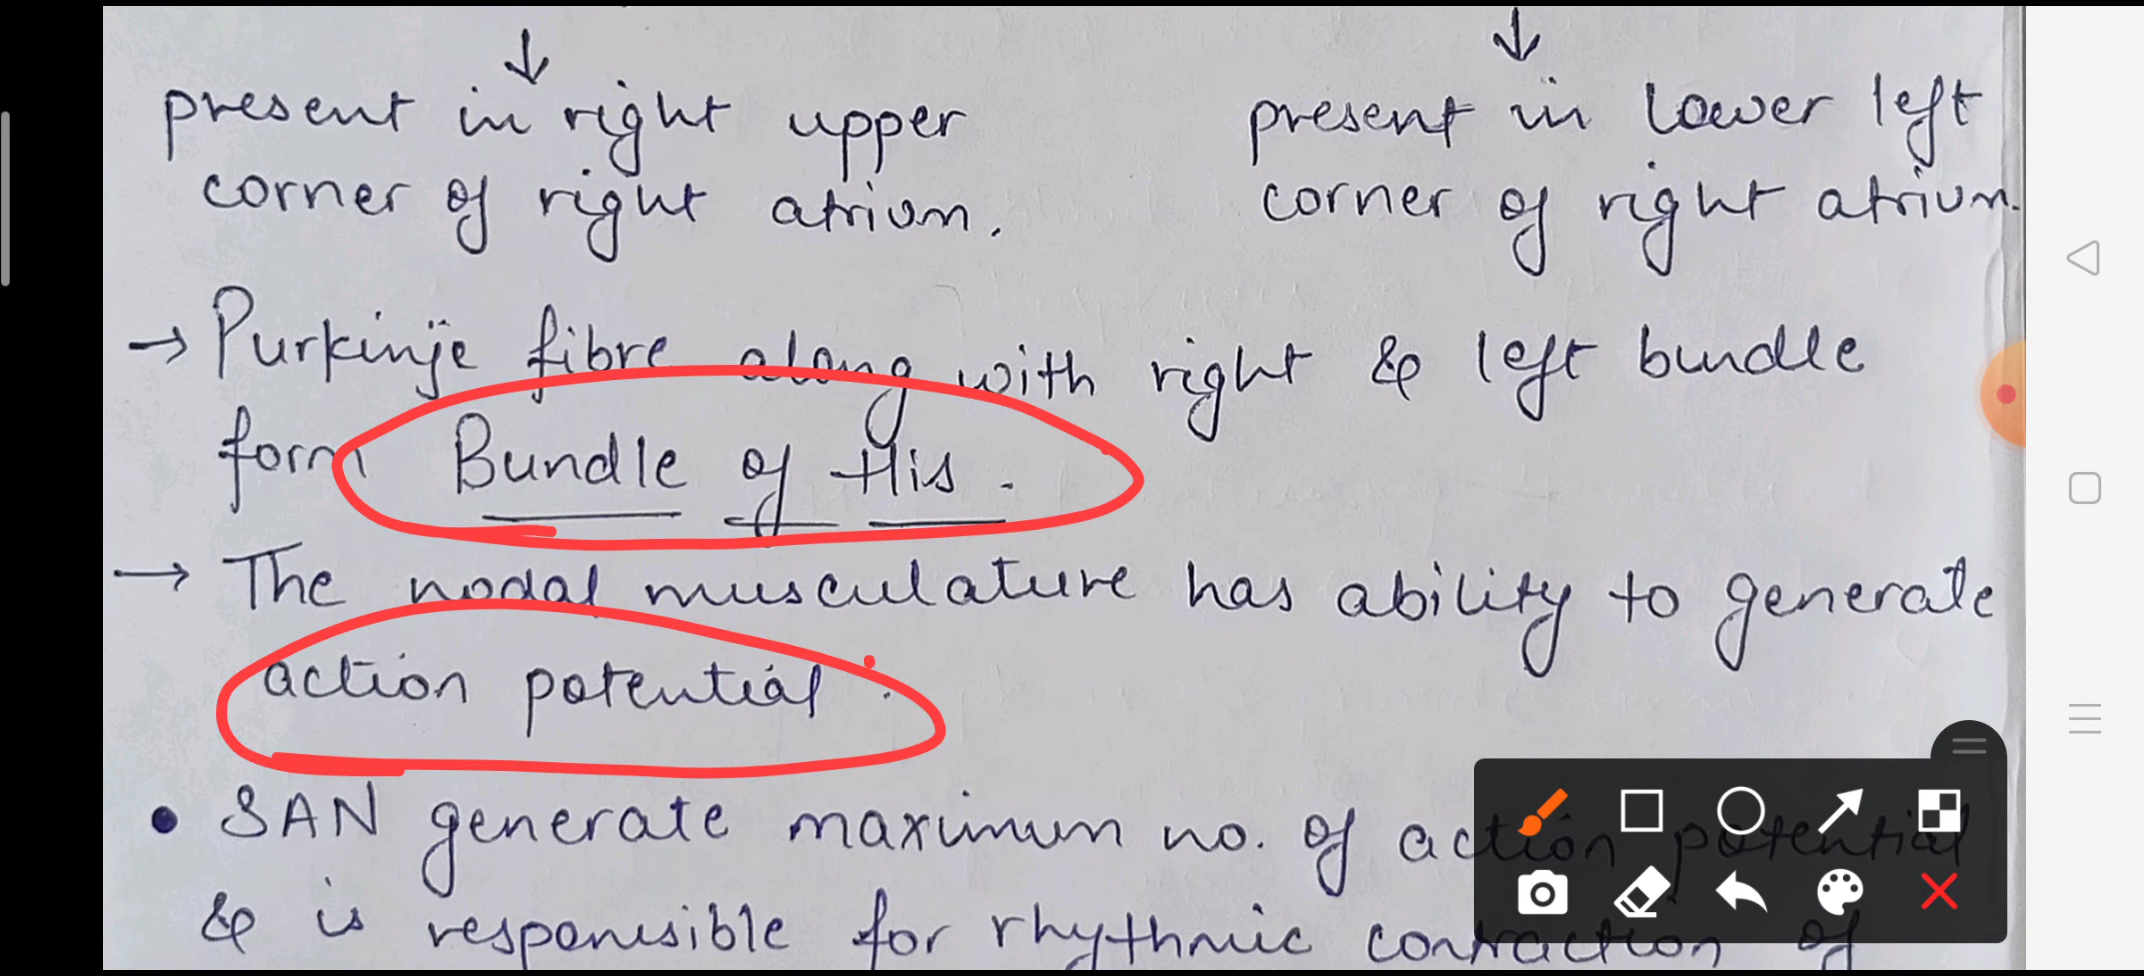 present in right upper
corner of right atrium.
present in lower left
corner of right atrium.
→ Purkinje fibre along with right & left bundle
form Bundle of His.
→ The nodal musculature has ability to generate
action potential.
• SAN generate maximum no. of action potential
& is responsible for rhythmic contraction of